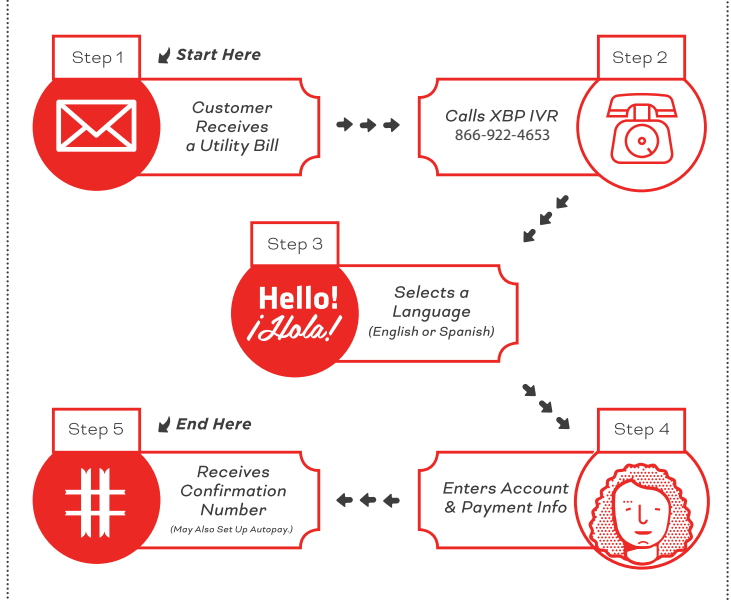 Step 1
Start Here
Customer
Receives
a Utility Bill
Step 2
Calls XBP IVR
866-922-4653
Step 3
Hello!
¡Hola!
Selects a
Language
(English or Spanish)
Step 4
Enters Account
& Payment Info
Step 5
End Here
Receives
Confirmation
Number
(May Also Set Up Autopay.)
#